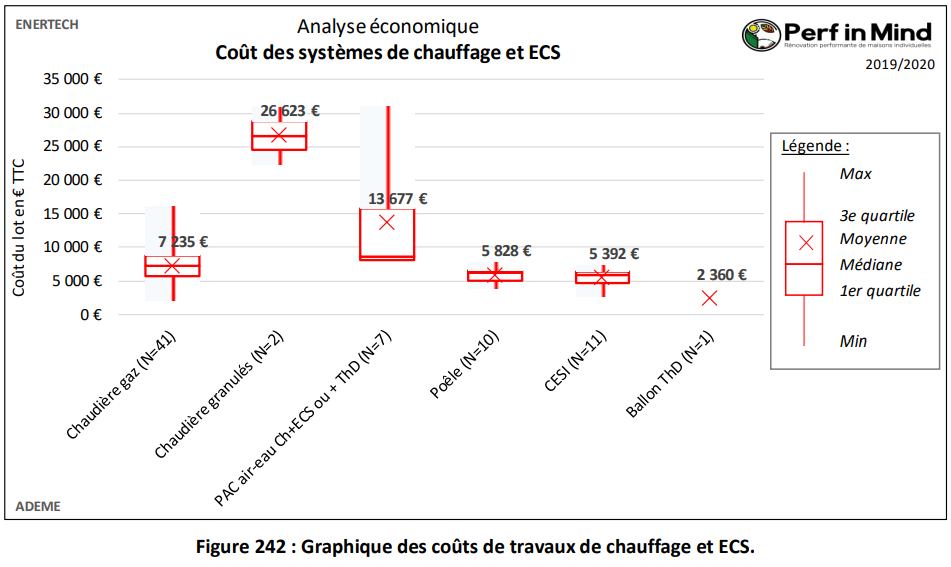 ENERTECH
Analyse économique
Coût des systèmes de chauffage et ECS
Perf in Mind
Rénovation performante de maisons individuelles
2019/2020
Coût du lot en € TTC
35 000 €
30 000 €
25 000 €
20 000 €
15 000 €
10 000 €
5 000 €
0 €
7 235 €
26 623 €
13 677 €
5 828 €
5 392 €
2 360 €
Chaudière gaz (N=41)
Chaudière granulés (N=2)
PAC air-eau Ch+ECS ou + ThD (N=7)
Poêle (N=10)
CESI (N=11)
Ballon ThD (N=1)
Légende :
Max
3e quartile
Moyenne
Médiane
1er quartile
Min
ADEME
Figure 242 : Graphique des coûts de travaux de chauffage et ECS.